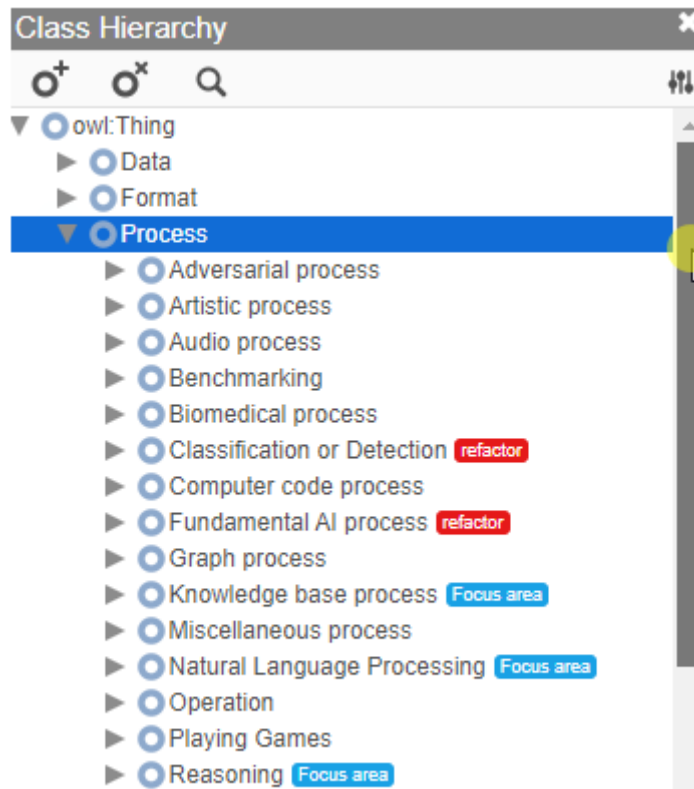 Class Hierarchy
owl:Thing
Data
Format
Process
Adversarial process
Artistic process
Audio process
Benchmarking
Biomedical process
Classification or Detection refactor
Computer code process
Fundamental AI process refactor
Graph process
Knowledge base process Focus area
Miscellaneous process
Natural Language Processing Focus area
Operation
Playing Games
Reasoning Focus area